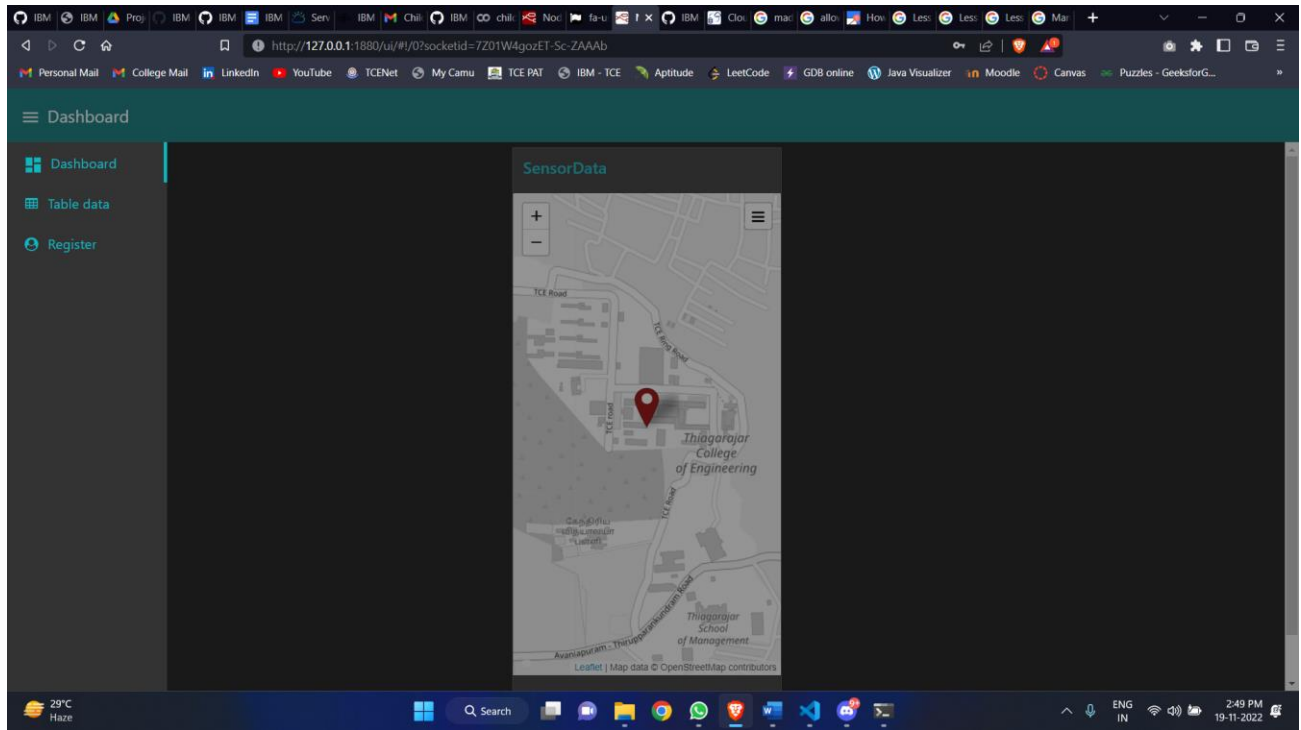 IBM
IBM
Proj
IBM
IBM
IBM
Serv
IBM
Chil
IBM
chilc
Nod
fa-u
IBM
Clou
mac
allov
How
Less
Less
Less
Mar
http://127.0.0.1:1880/ui/#!/0?socketid=7Z01W4gozET-Sc-ZAAAb
Personal Mail
College Mail
LinkedIn
YouTube
TCENet
My Camu
TCE PAT
IBM - TCE
Aptitude
LeetCode
GDB online
Java Visualizer
Moodle
Canvas
Puzzles - GeeksforG...
»
Dashboard
Dashboard
Table data
Register
SensorData
+
−
TCE Road
TCE Ring Road
TCE road
Thiagarajar
College
of Engineering
TCE Road
கேந்திரிய
வித்யாலயா
பள்ளி
Thiagarajar
School
of Management
Avaniapuram - Thirupparankundram Road
Leaflet | Map data © OpenStreetMap contributors
29°C
Haze
Search
ENG
IN
2:49 PM
19-11-2022